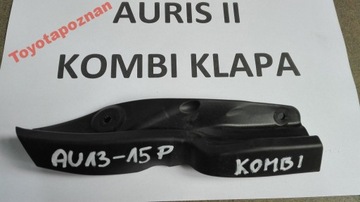 Toyotapoznan
AURIS II
KOMBI KLAPA
AU13-15P
KOMBI